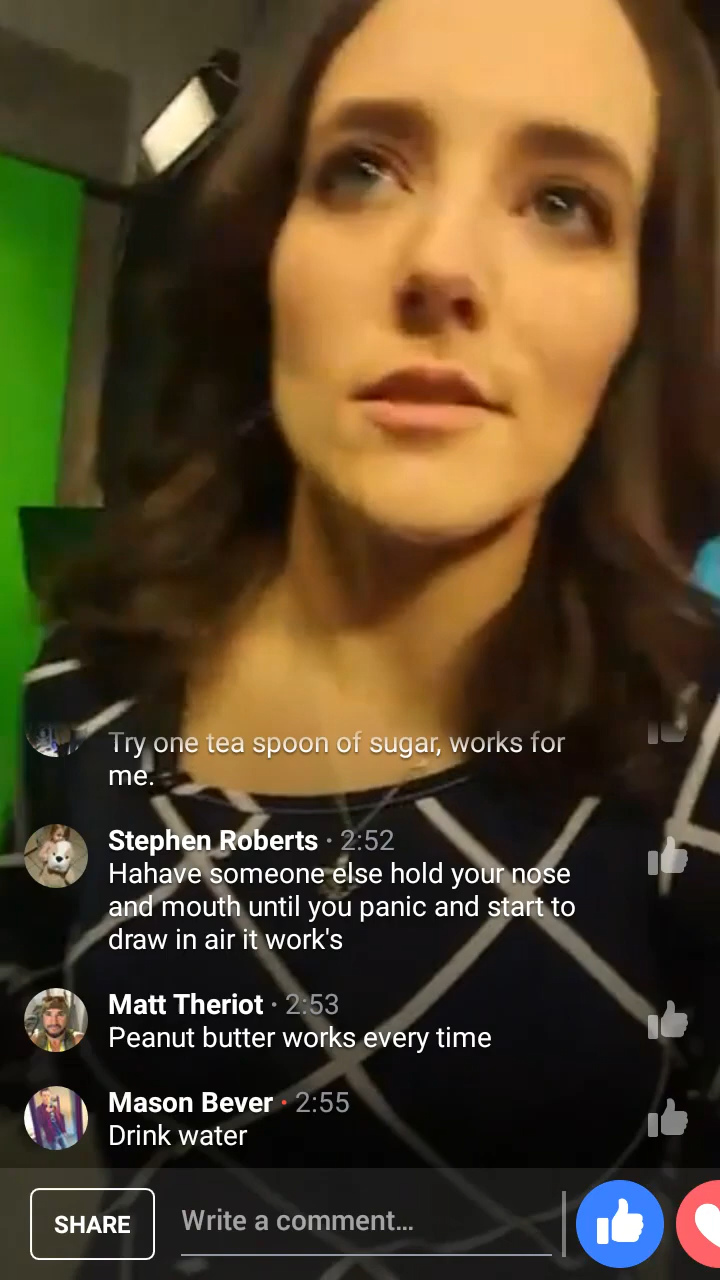 Try one tea spoon of sugar, works for
me.
Stephen Roberts · 2:52
Hahave someone else hold your nose
and mouth until you panic and start to
draw in air it work's
Matt Theriot · 2:53
Peanut butter works every time
Mason Bever · 2:55
Drink water
SHARE
Write a comment...